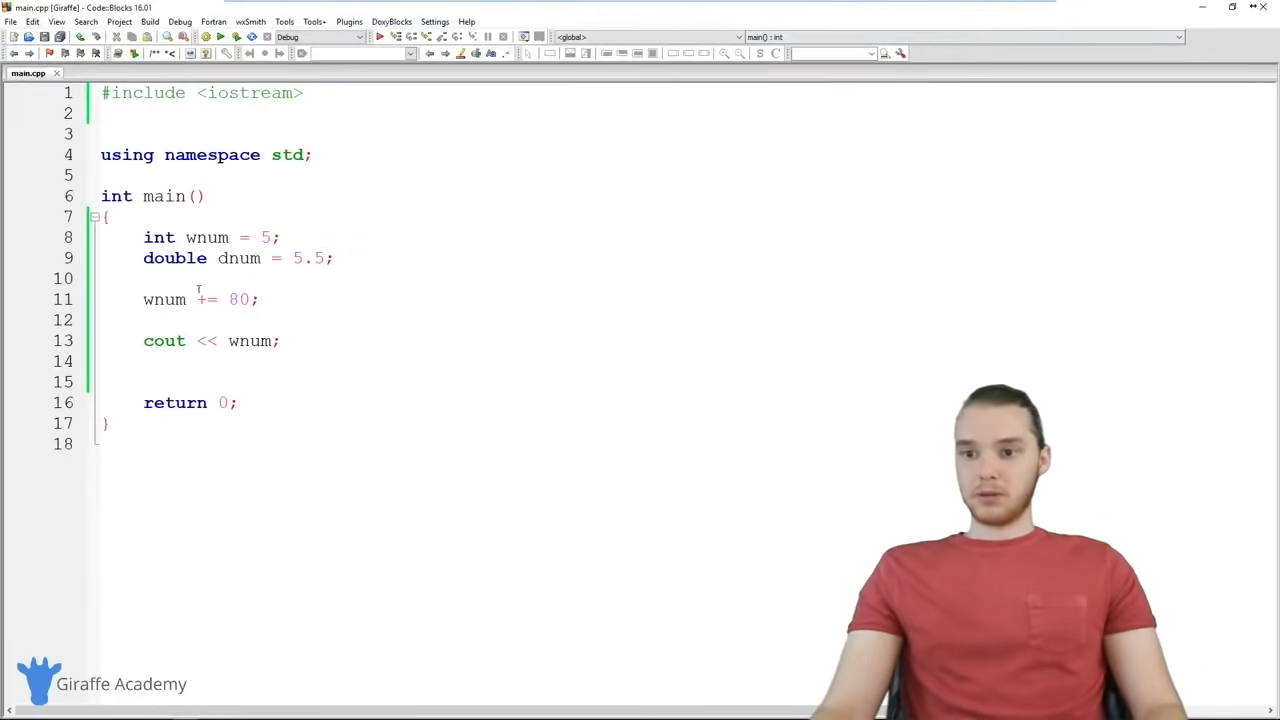 main.cpp [Giraffe] - Code::Blocks 16.01
File Edit View Search Project Build Debug Fortran wxSmith Tools Tools+ Plugins DoxyBlocks Settings Help
Debug
<global>
main() : int
main.cpp
1 #include <iostream>
2
3
4 using namespace std;
5
6 int main()
7 {
8 int wnum = 5;
9 double dnum = 5.5;
10
11 wnum += 80;
12
13 cout << wnum;
14
15
16 return 0;
17 }
18
Giraffe Academy